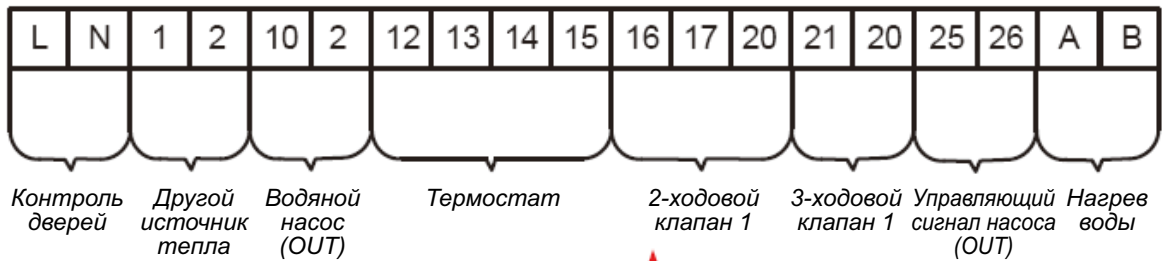 L N 1 2 10 2 12 13 14 15 16 17 20 21 20 25 26 A B
Контроль дверей
Другой источник тепла
Водяной насос (OUT)
Термостат
2-ходовой клапан 1
3-ходовой клапан 1
Управляющий сигнал насоса (OUT)
Нагрев воды